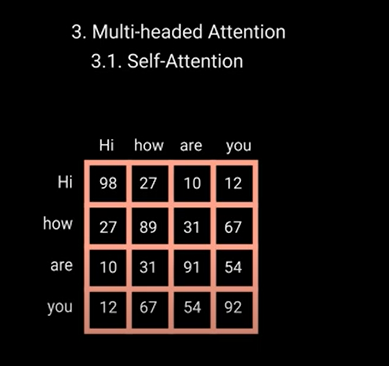 3. Multi-headed Attention
3.1. Self-Attention
Hi how are you
Hi 98 27 10 12
how 27 89 31 67
are 10 31 91 54
you 12 67 54 92